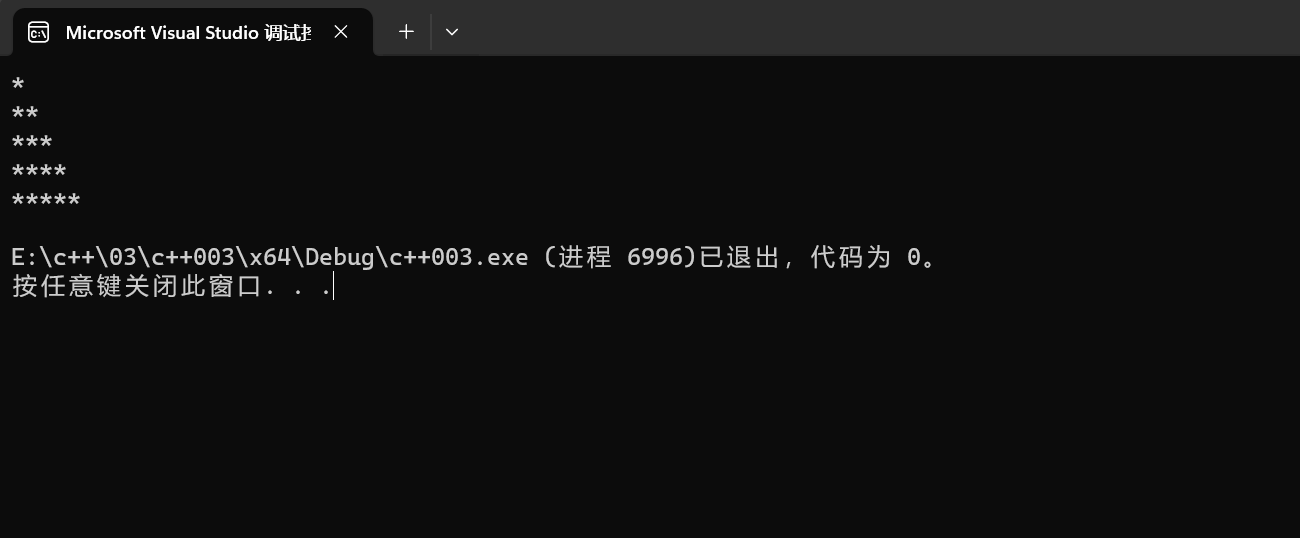 Microsoft Visual Studio 调试
*
**
***
****
*****
E:\c++\03\c++003\x64\Debug\c++003.exe (进程 6996)已退出，代码为 0。
按任意键关闭此窗口. . .